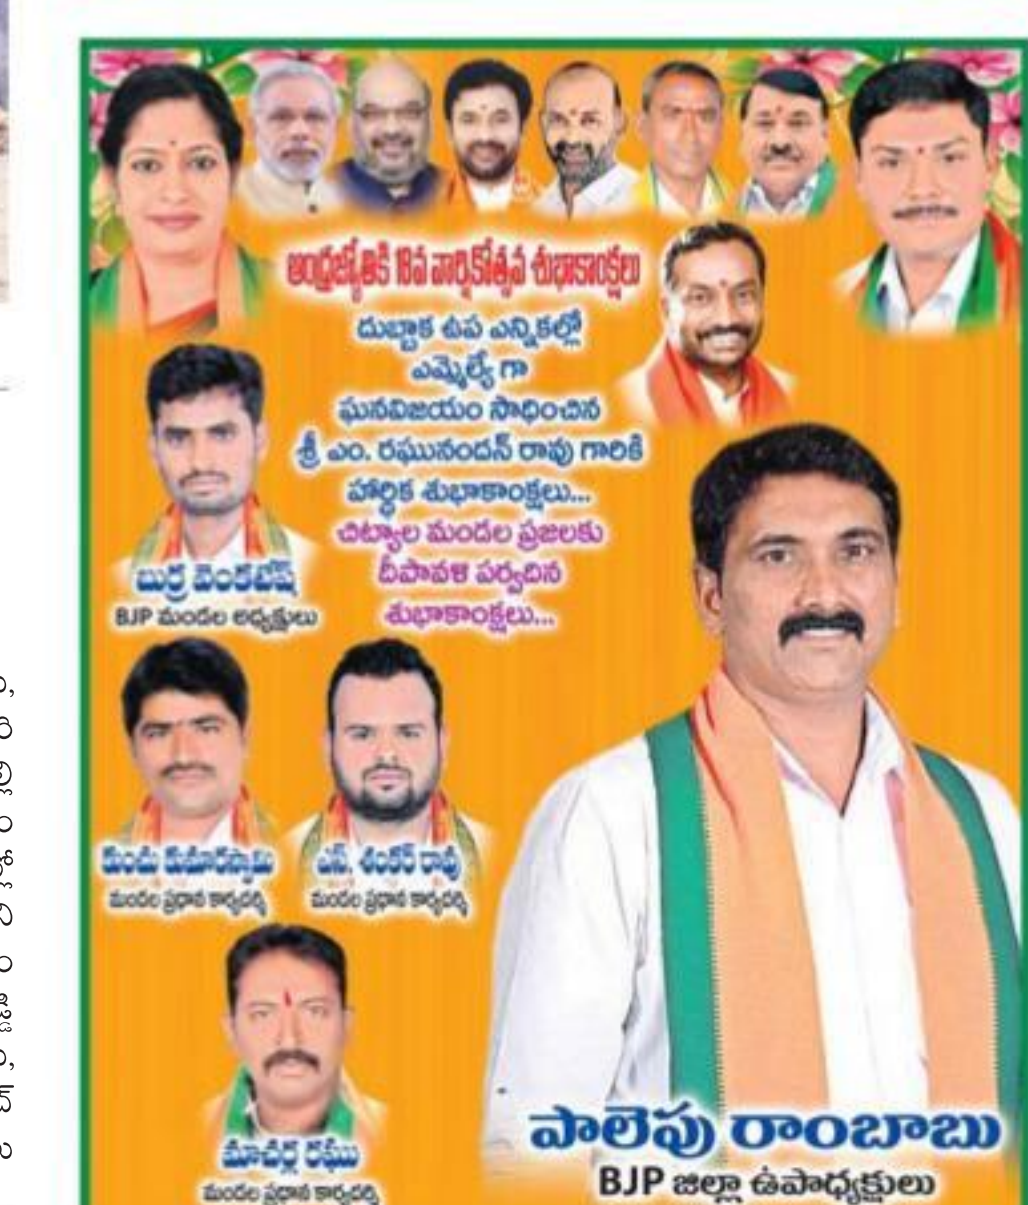 ఆంధ్రజ్యోతికి 18వ వార్షికోత్సవ శుభాకాంక్షలు
దుబ్బాక ఉప ఎన్నికల్లో
ఎమ్మెల్యే గా
ఘనవిజయం సాధించిన
శ్రీ ఎం. రఘునందన్ రావు గారికి
హార్థిక శుభాకాంక్షలు...
చిట్యాల మండల ప్రజలకు
దీపావళి పర్వదిన
శుభాకాంక్షలు...
బుర్ర వెంకటేష్
BJP మండల అధ్యక్షులు
కుమారస్వామి
మండల ప్రధాన కార్యదర్శి
ఎస్. శంకర్ రావు
మండల ప్రధాన కార్యదర్శి
మాచర్ల రఘు
మండల ప్రధాన కార్యదర్శి
పాలెపు రాంబాబు
BJP జిల్లా ఉపాధ్యక్షులు